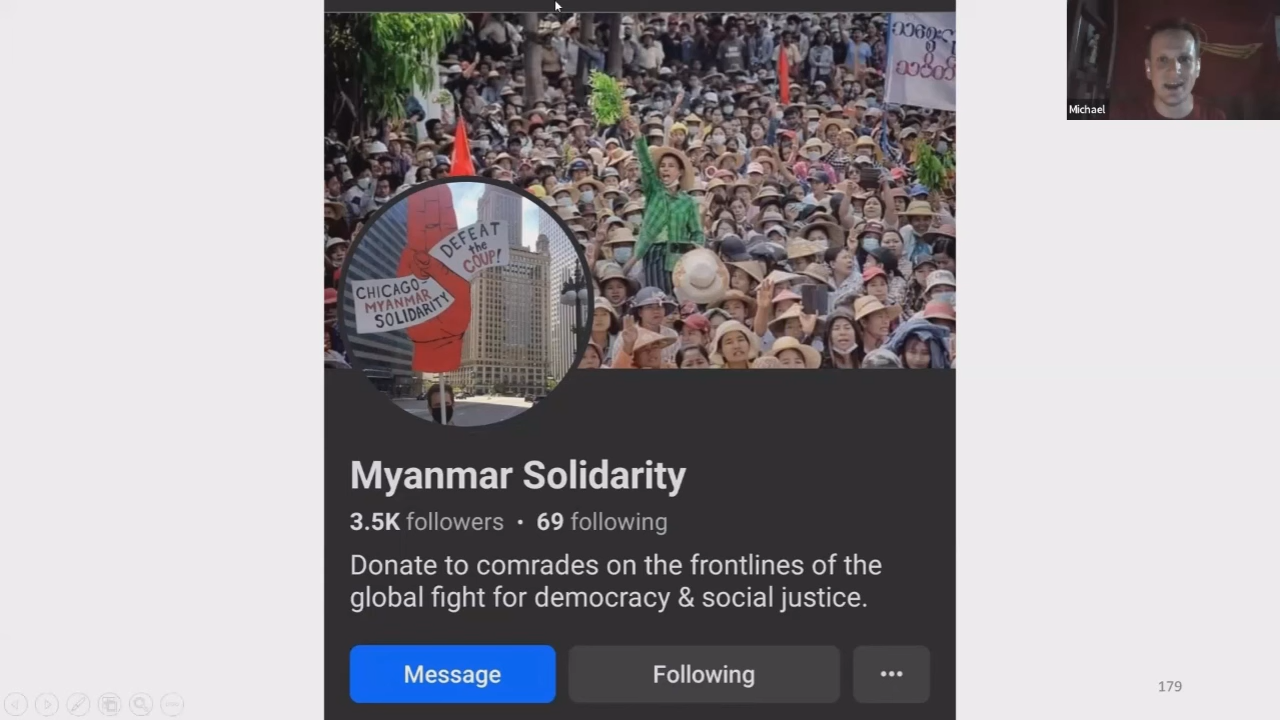 Michael
DEFEAT
the
COUP!
CHICAGO-
MYANMAR
SOLIDARITY
Myanmar Solidarity
3.5K followers • 69 following
Donate to comrades on the frontlines of the
global fight for democracy & social justice.
Message
Following
179